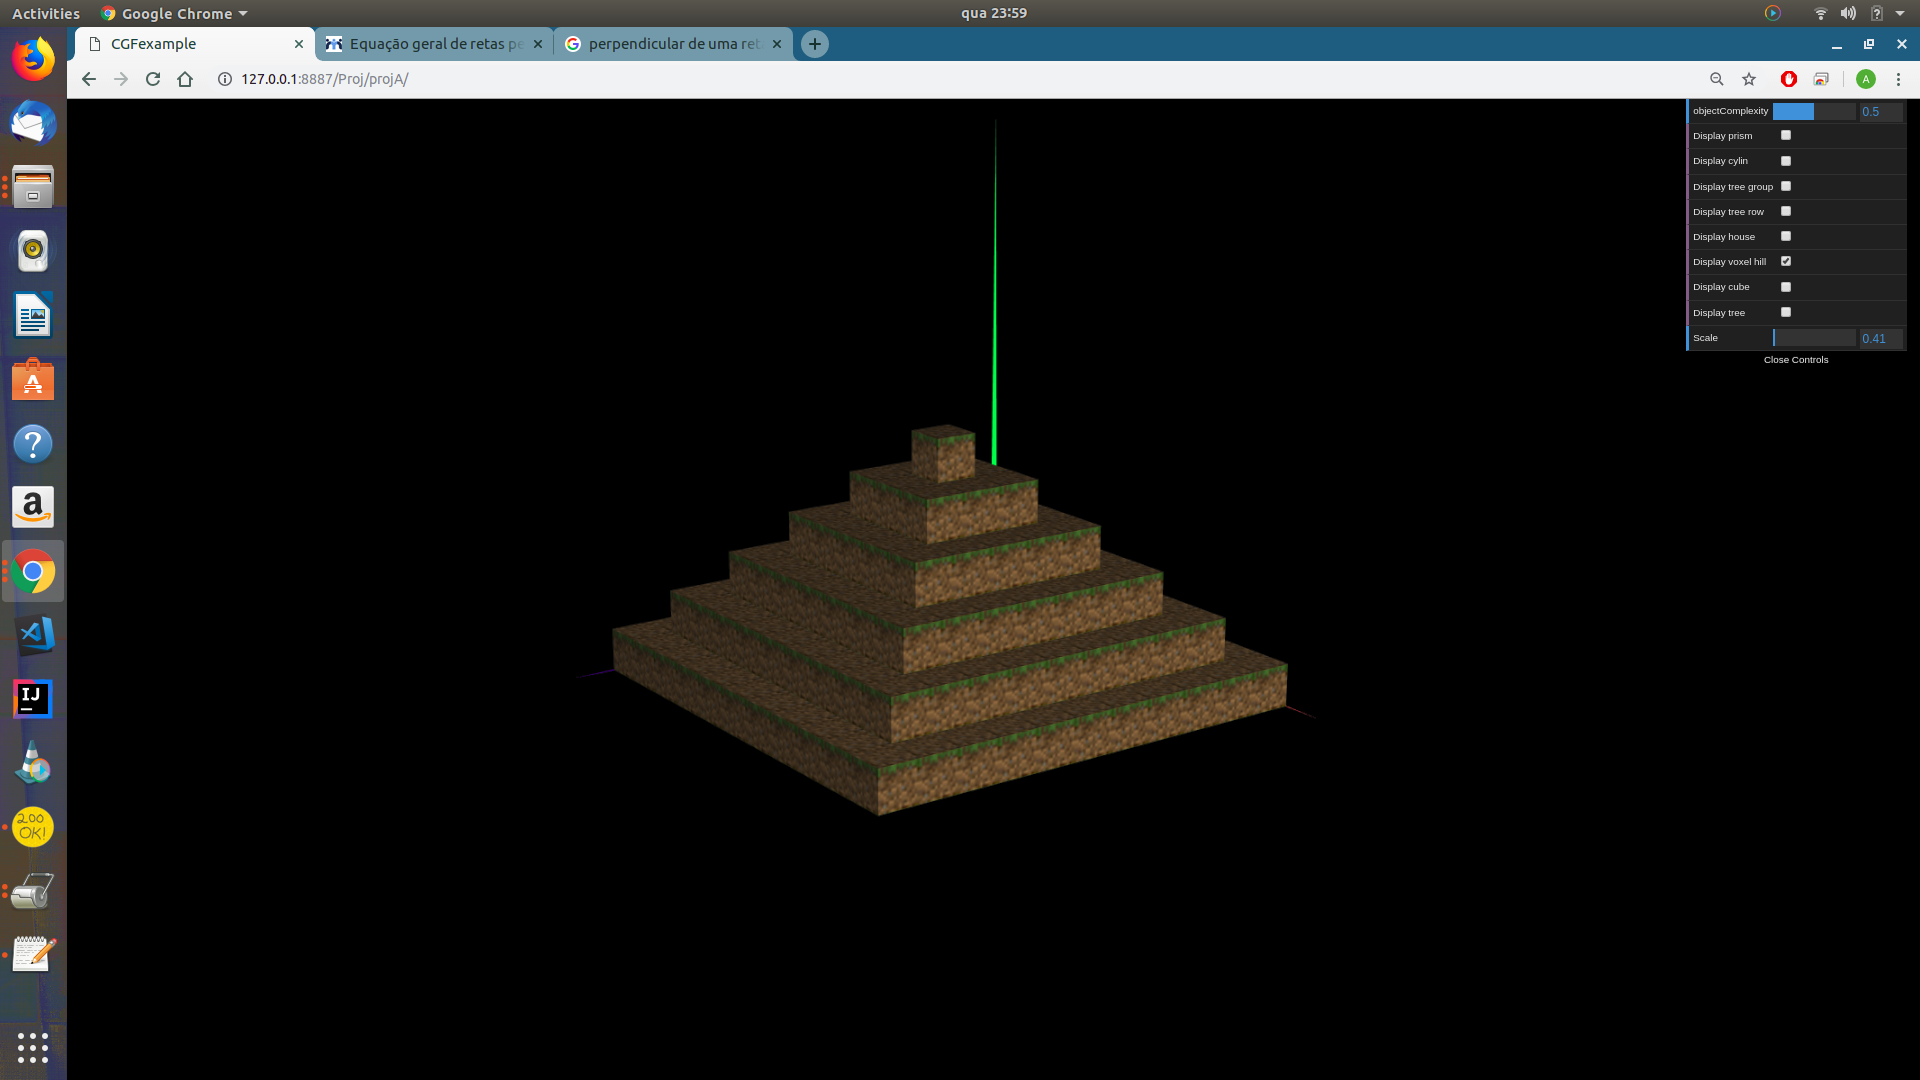 Activities
Google Chrome
qua 23:59
CGFexample
Equação geral de retas pe
perpendicular de uma ret
127.0.0.1:8887/Proj/projA/
A
objectComplexity 0.5
Display prism
Display cylin
Display tree group
Display tree row
Display house
Display voxel hill
Display cube
Display tree
Scale 0.41
Close Controls
A
?
a
IJ
200
OK!